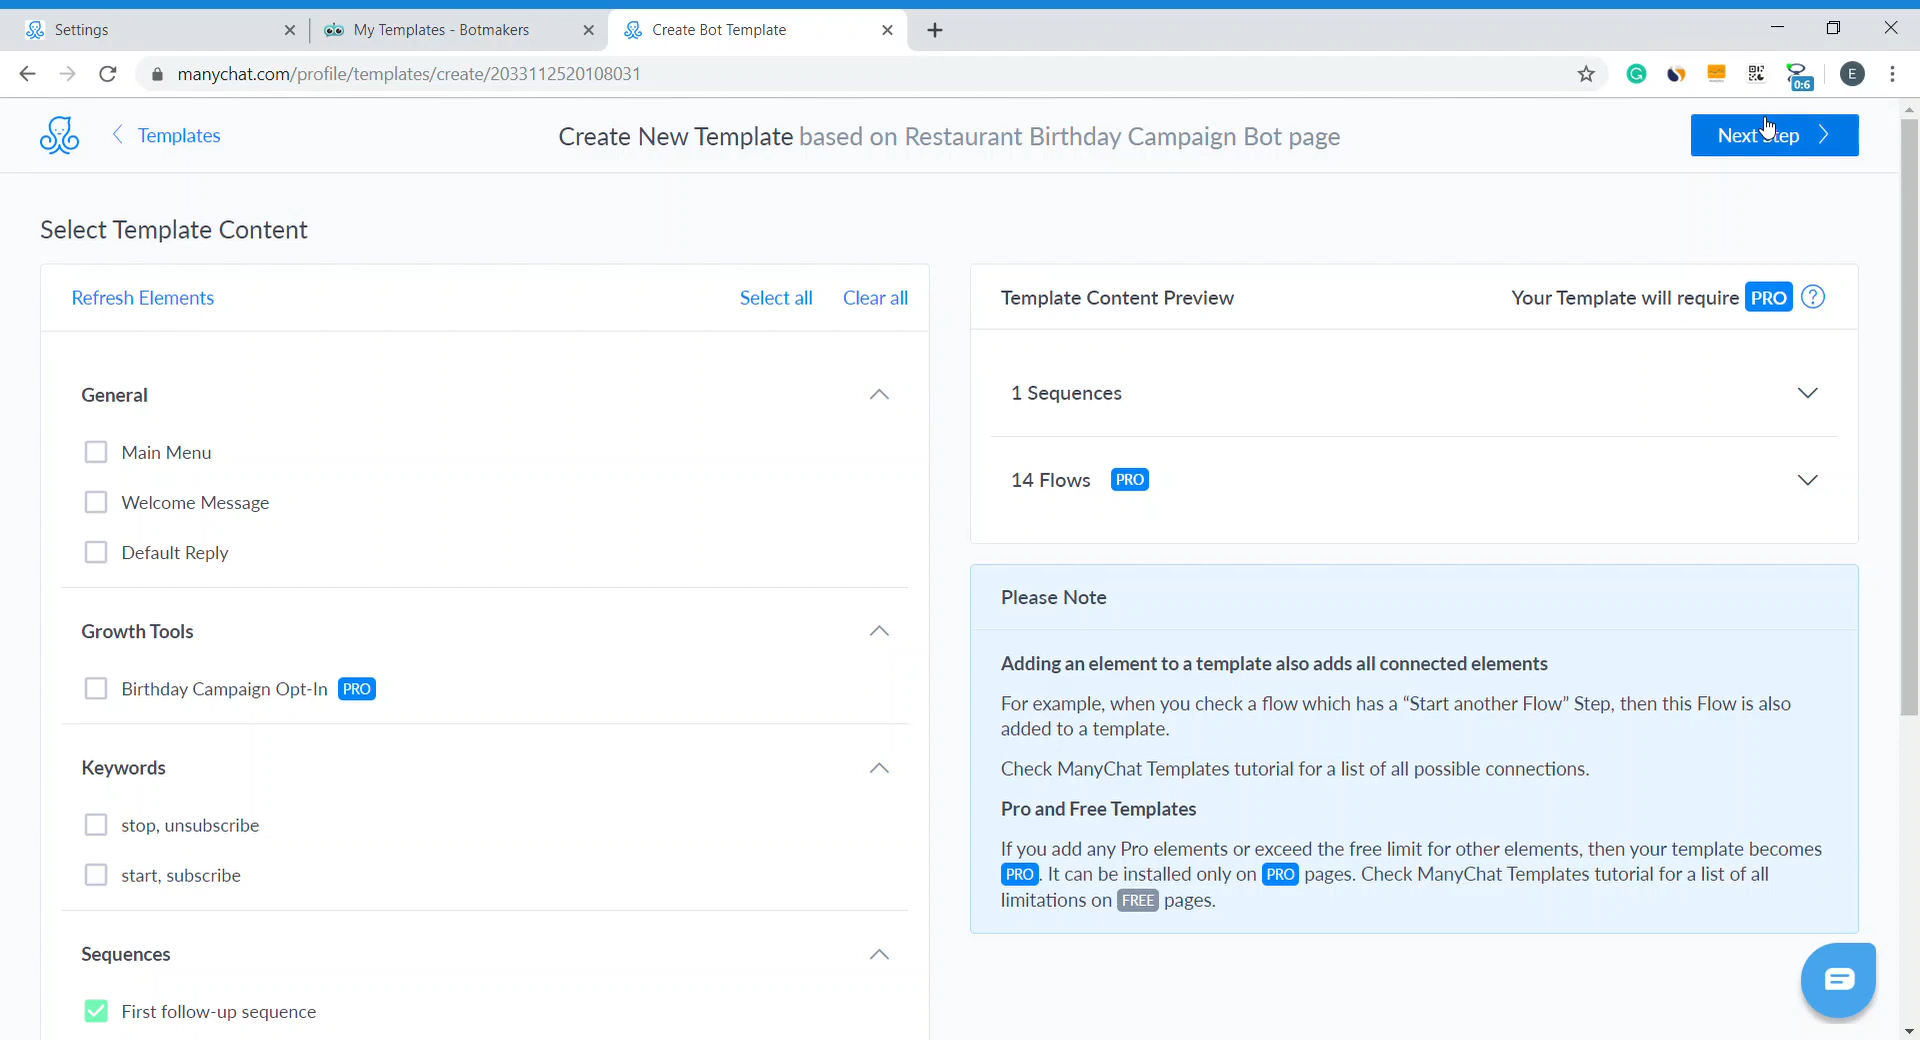 Settings
My Templates - Botmakers
Create Bot Template
manychat.com/profile/templates/create/2033112520108031
0:6
E
Templates
Create New Template based on Restaurant Birthday Campaign Bot page
Next Step
Select Template Content
Refresh Elements
Select all
Clear all
General
Main Menu
Welcome Message
Default Reply
Growth Tools
Birthday Campaign Opt-In PRO
Keywords
stop, unsubscribe
start, subscribe
Sequences
First follow-up sequence
Template Content Preview
Your Template will require PRO ?
1 Sequences
14 Flows PRO
Please Note
Adding an element to a template also adds all connected elements
For example, when you check a flow which has a “Start another Flow” Step, then this Flow is also
added to a template.
Check ManyChat Templates tutorial for a list of all possible connections.
Pro and Free Templates
If you add any Pro elements or exceed the free limit for other elements, then your template becomes
PRO. It can be installed only on PRO pages. Check ManyChat Templates tutorial for a list of all
limitations on FREE pages.